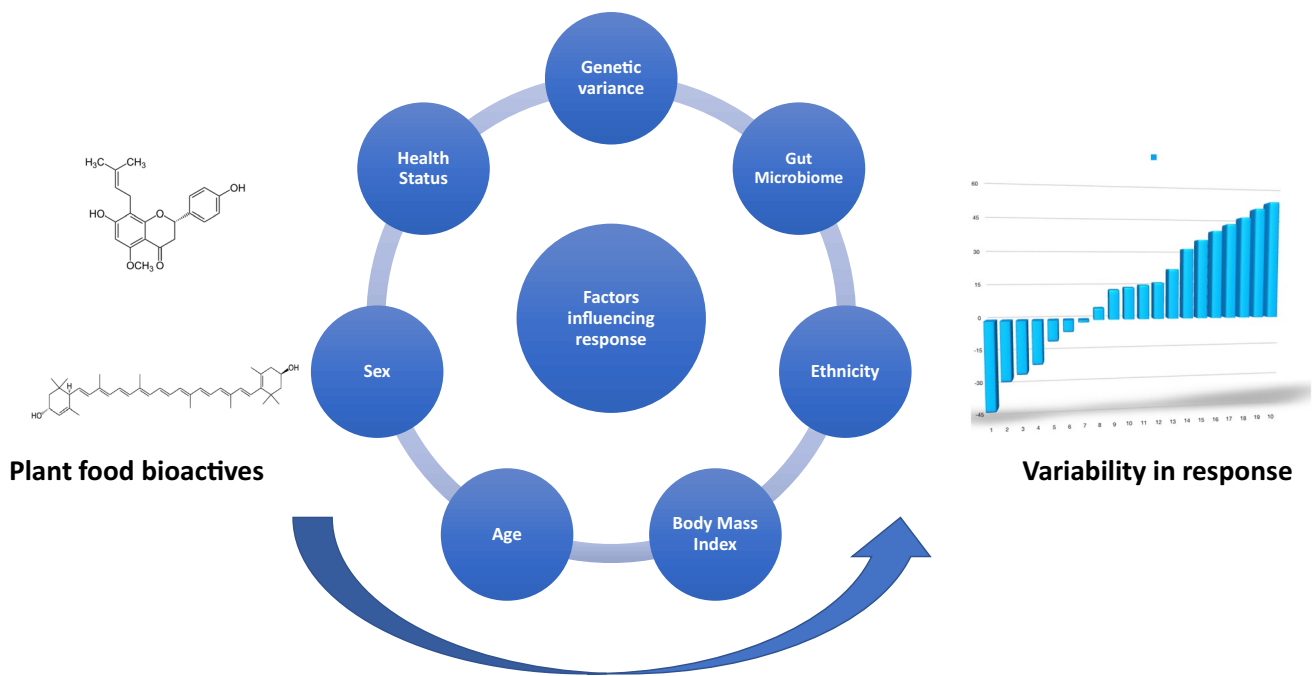 Genetic
variance
Health
Status
Gut
Microbiome
Factors
influencing
response
Sex
Ethnicity
Age
Body Mass
Index
H₃C
CH₃
OH
HO
O
OCH₃
O
H
OH
HO
Plant food bioactives
60
45
30
15
0
-15
-30
-45
1 2 3 4 5 6 7 8 9 10 11 12 13 14 15 16 17 18 19 10
Variability in response